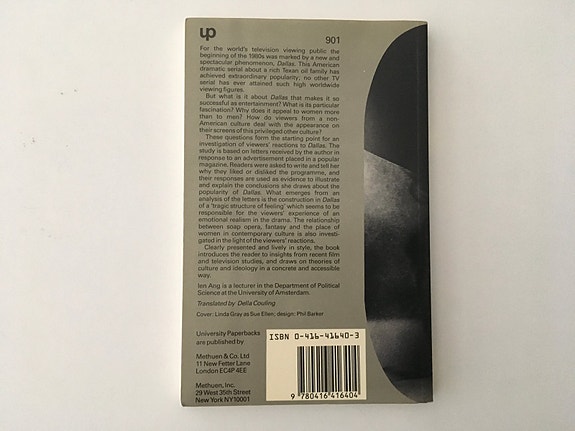 up
901
For the world's television viewing public the
beginning of the 1980s was marked by a new and
spectacular phenomenon, Dallas. This American
dramatic serial about a rich Texan oil family has
achieved extraordinary popularity; no other TV
serial has ever attained such high worldwide
viewing figures.
But what is it about Dallas that makes it so
successful as entertainment? What is its particular
fascination? Why does it appeal to women more
than to men? How do viewers from a non-
American culture deal with the appearance on
their screens of this privileged other culture?
These questions form the starting point for an
investigation of viewers' reactions to Dallas. The
study is based on letters received by the author in
response to an advertisement placed in a popular
magazine. Readers were asked to write and tell her
why they liked or disliked the programme, and
their responses are used as evidence to illustrate
and explain the conclusions she draws about the
popularity of Dallas. What emerges from an
analysis of the letters is the construction in Dallas
of a 'tragic structure of feeling' which seems to be
responsible for the viewers' experience of an
emotional realism in the drama. The relationship
between soap opera, fantasy and the place of
women in contemporary culture is also investi-
gated in the light of the viewers' reactions.
Clearly presented and lively in style, the book
introduces the reader to insights from recent film
and television studies, and draws on theories of
culture and ideology in a concrete and accessible
way.
Ien Ang is a lecturer in the Department of Political
Science at the University of Amsterdam.
Translated by Della Couling
Cover: Linda Gray as Sue Ellen; design: Phil Barker
University Paperbacks
are published by
Methuen & Co. Ltd
11 New Fetter Lane
London EC4P 4EE
Methuen, Inc.
29 West 35th Street
New York NY10001
ISBN 0-416-41640-3
9 780416 416404